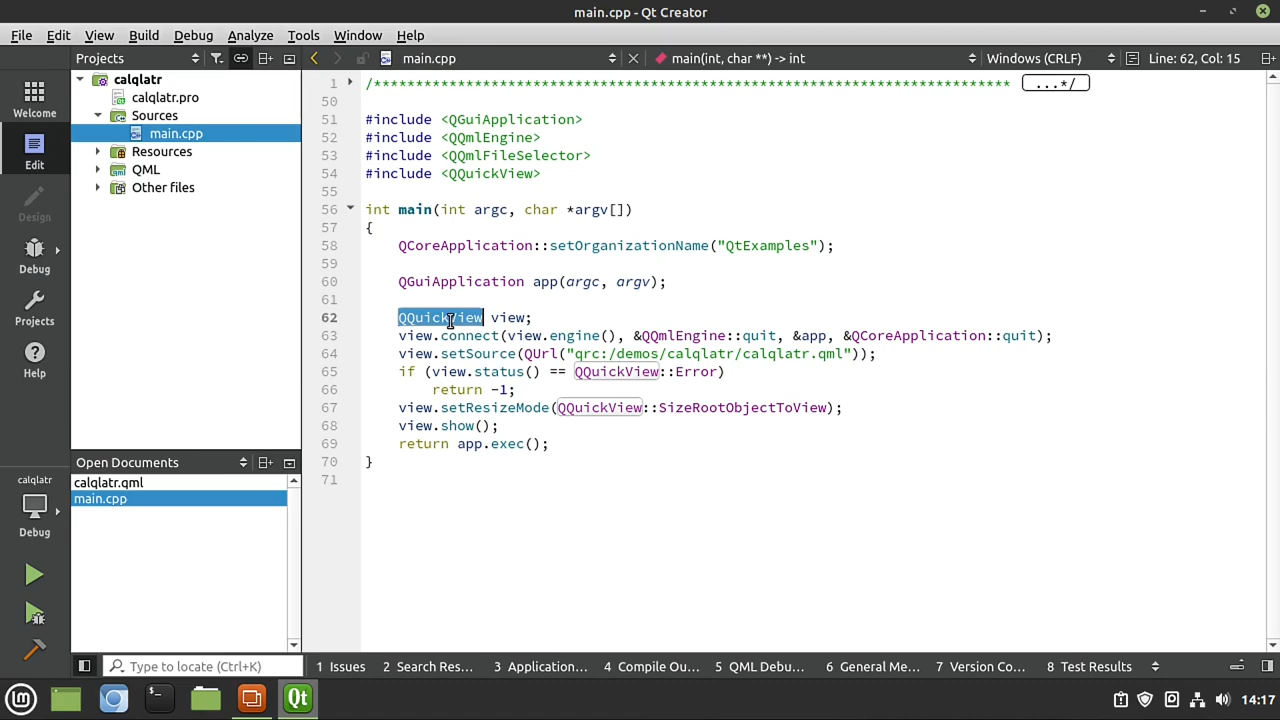 main.cpp - Qt Creator
File Edit View Build Debug Analyze Tools Window Help
Projects
main.cpp
main(int, char **) -> int
Windows (CRLF)
Line: 62, Col: 15
Welcome
Edit
Design
Debug
Projects
Help
calqlatr
Debug
calqlatr
calqlatr.pro
Sources
main.cpp
Resources
QML
Other files
Open Documents
calqlatr.qml
main.cpp
1 /**************************************************************************** ...*/
50
51 #include <QGuiApplication>
52 #include <QQmlEngine>
53 #include <QQmlFileSelector>
54 #include <QQuickView>
55
56 int main(int argc, char *argv[])
57 {
58     QCoreApplication::setOrganizationName("QtExamples");
59
60     QGuiApplication app(argc, argv);
61
62     QQuickView view;
63     view.connect(view.engine(), &QQmlEngine::quit, &app, &QCoreApplication::quit);
64     view.setSource(QUrl("qrc:/demos/calqlatr/calqlatr.qml"));
65     if (view.status() == QQuickView::Error)
66         return -1;
67     view.setResizeMode(QQuickView::SizeRootObjectToView);
68     view.show();
69     return app.exec();
70 }
71
Type to locate (Ctrl+K)
1 Issues 2 Search Res... 3 Application... 4 Compile Ou... 5 QML Debu... 6 General Me... 7 Version Co... 8 Test Results
14:17